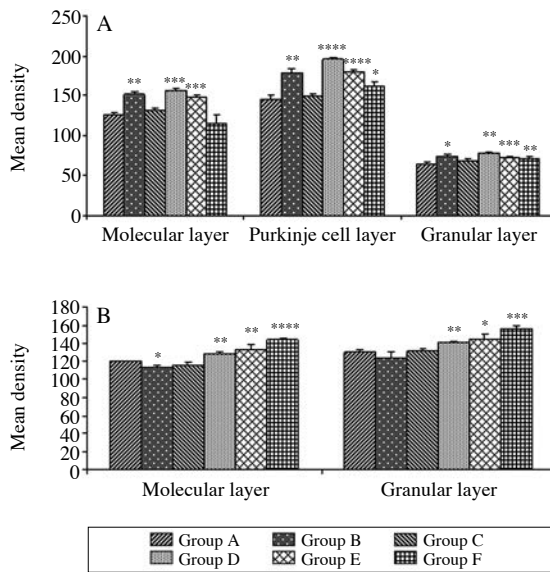 A
250
200
150
100
50
0
Mean density
** *** ***
** **** **** *
* ** *** **
Molecular layer Purkinje cell layer Granular layer
B
180
160
140
120
100
80
60
40
20
0
Mean density
* ** ** ****
** * ***
Molecular layer Granular layer
Group A Group B Group C
Group D Group E Group F